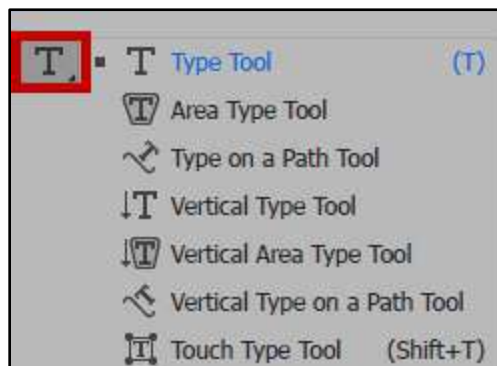 T T Type Tool (T)
T Area Type Tool
Type on a Path Tool
T Vertical Type Tool
T Vertical Area Type Tool
Vertical Type on a Path Tool
T Touch Type Tool (Shift+T)